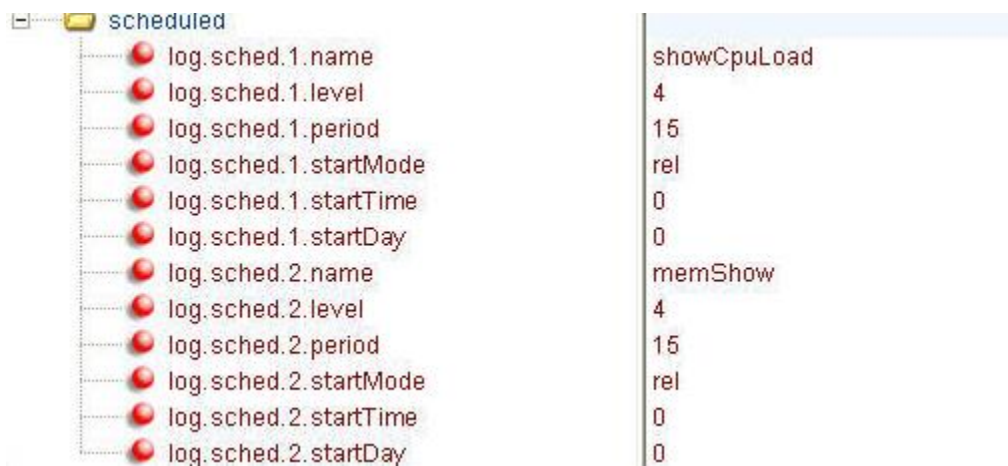 scheduled
log.sched.1.name showCpuLoad
log.sched.1.level 4
log.sched.1.period 15
log.sched.1.startMode rel
log.sched.1.startTime 0
log.sched.1.startDay 0
log.sched.2.name memShow
log.sched.2.level 4
log.sched.2.period 15
log.sched.2.startMode rel
log.sched.2.startTime 0
log.sched.2.startDay 0